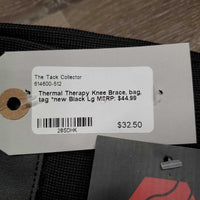 The Tack Collector
614600-512
Thermal Therapy Knee Brace, bag,
tag *new Black Lg MSRP: $44.99
$32.50
28SDHK